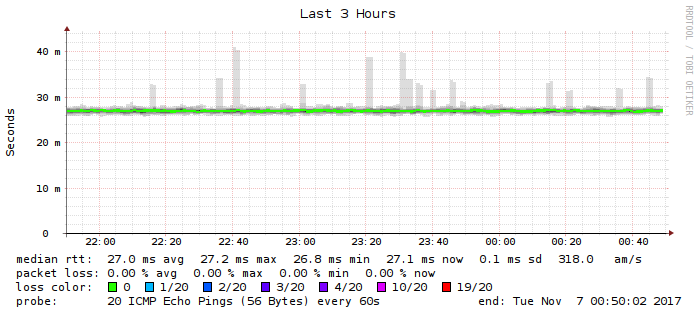 Last 3 Hours
RRDTOOL / TOBI OETIKER
Seconds
40 m
30 m
20 m
10 m
0
22:00 22:20 22:40 23:00 23:20 23:40 00:00 00:20 00:40
median rtt: 27.0 ms avg 27.2 ms max 26.8 ms min 27.1 ms now 0.1 ms sd 318.0 am/s
packet loss: 0.00 % avg 0.00 % max 0.00 % min 0.00 % now
loss color: 0 1/20 2/20 3/20 4/20 10/20 19/20
probe: 20 ICMP Echo Pings (56 Bytes) every 60s end: Tue Nov 7 00:50:02 2017